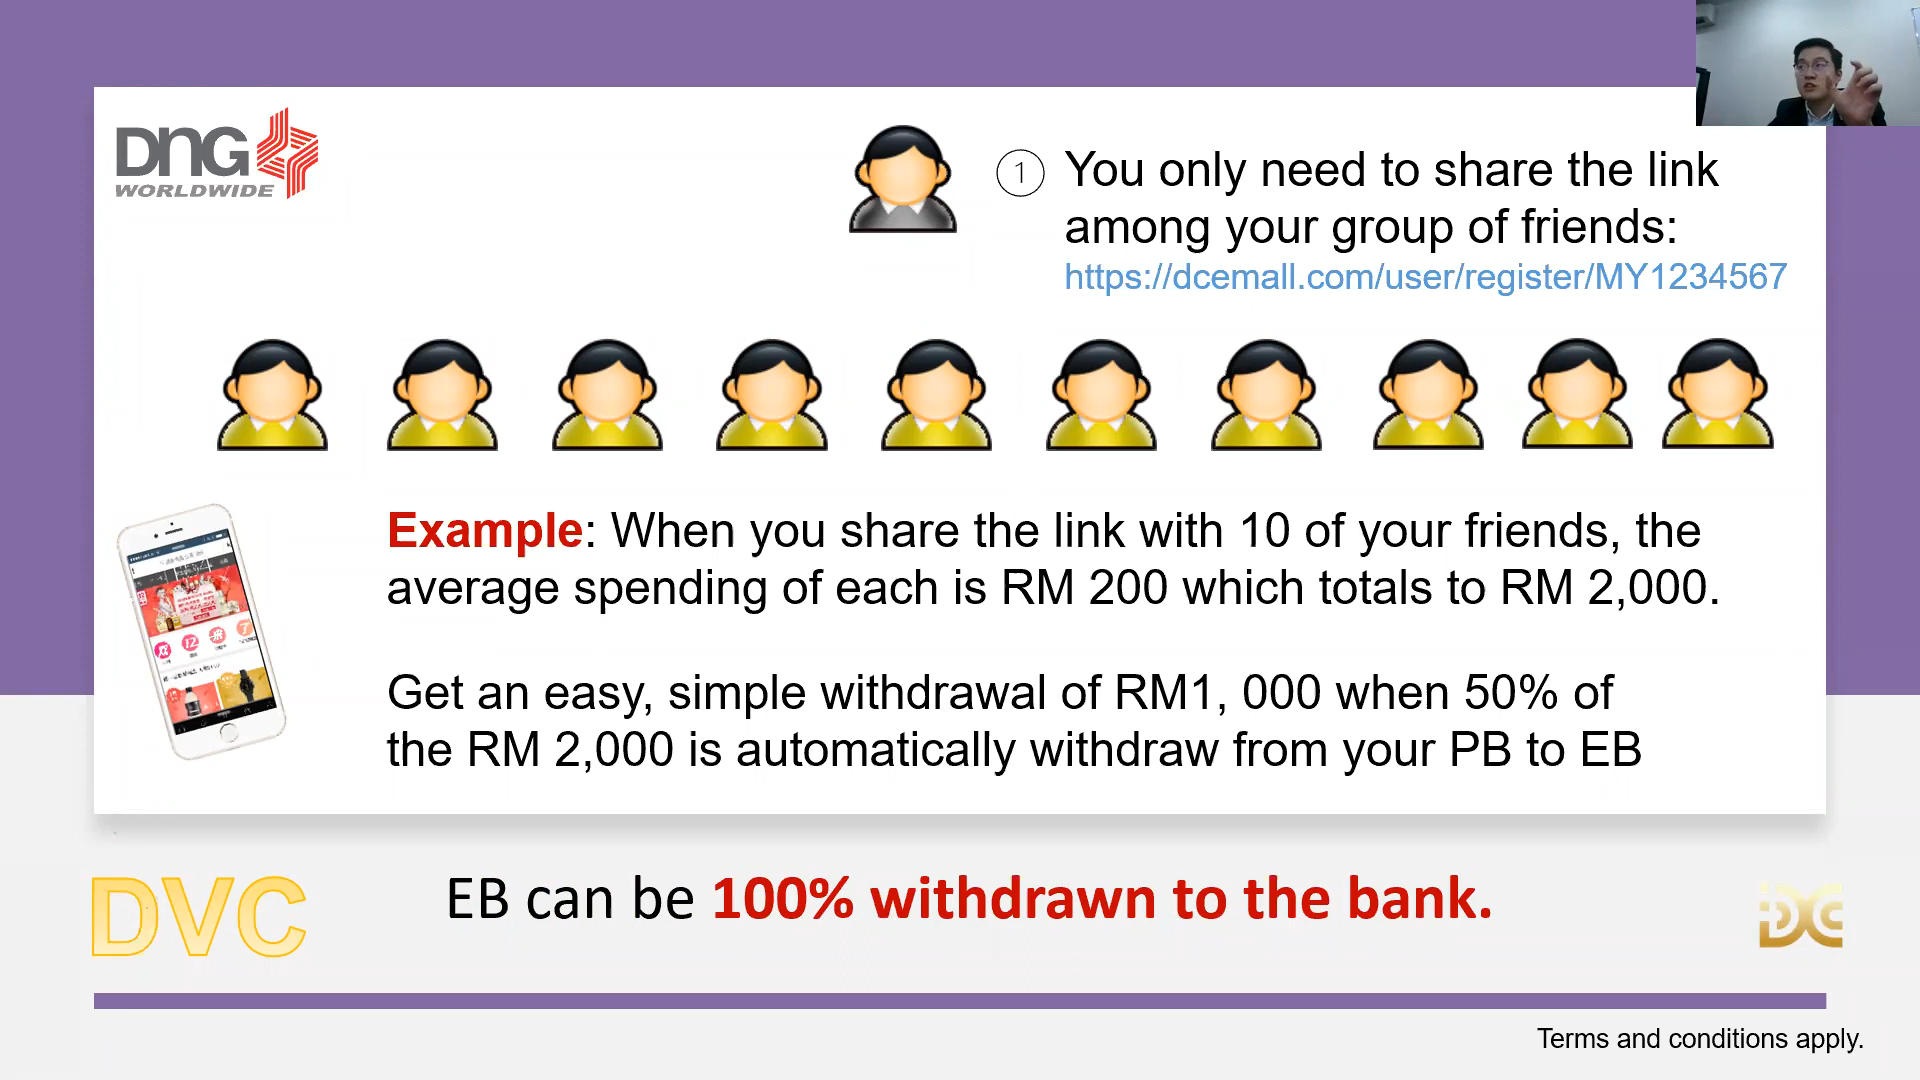 DNG
WORLDWIDE
1 You only need to share the link
among your group of friends:
https://dcemall.com/user/register/MY1234567
Example: When you share the link with 10 of your friends, the
average spending of each is RM 200 which totals to RM 2,000.
Get an easy, simple withdrawal of RM1, 000 when 50% of
the RM 2,000 is automatically withdraw from your PB to EB
DVC
EB can be 100% withdrawn to the bank.
DC
Terms and conditions apply.